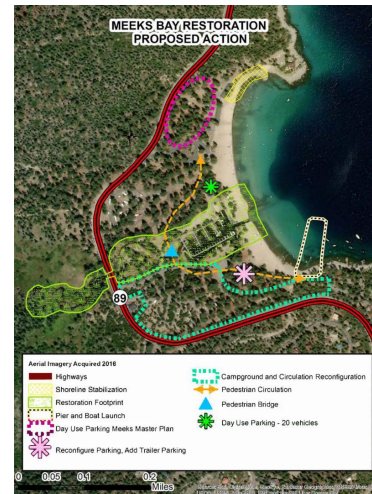 MEEKS BAY RESTORATION
PROPOSED ACTION
89
Aerial Imagery Acquired 2016
Highways
Shoreline Stabilization
Restoration Footprint
Pier and Boat Launch
Day Use Parking Meeks Master Plan
Reconfigure Parking, Add Trailer Parking
Campground and Circulation Reconfiguration
Pedestrian Circulation
Pedestrian Bridge
Day Use Parking - 20 vehicles
0 0.05 0.1 0.2
Miles